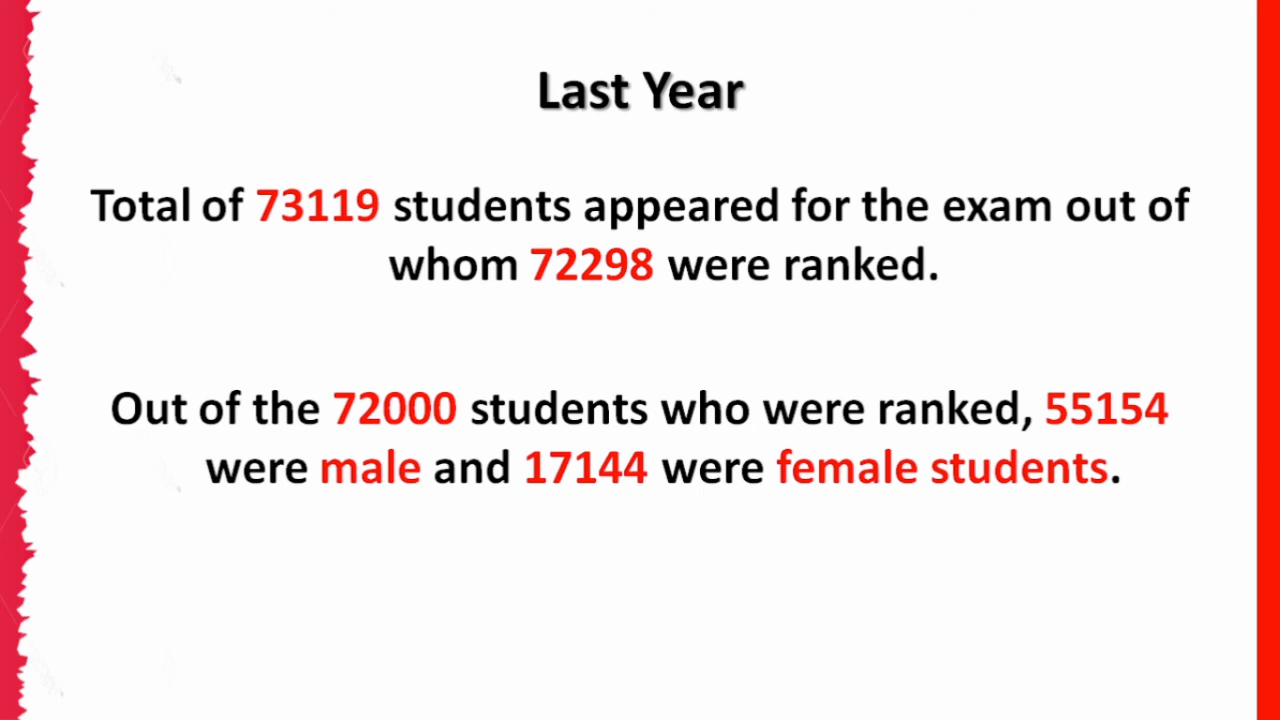 Last Year
Total of 73119 students appeared for the exam out of
whom 72298 were ranked.
Out of the 72000 students who were ranked, 55154
were male and 17144 were female students.